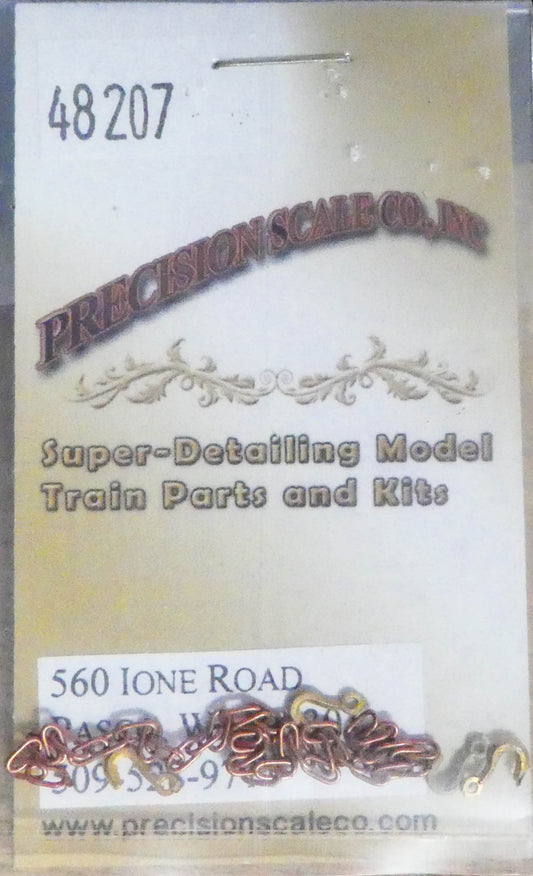 48207
PRECISION SCALE CO., INC
Super-Detailing Model
Train Parts and Kits
560 IONE ROAD
www.precisionscaleco.com